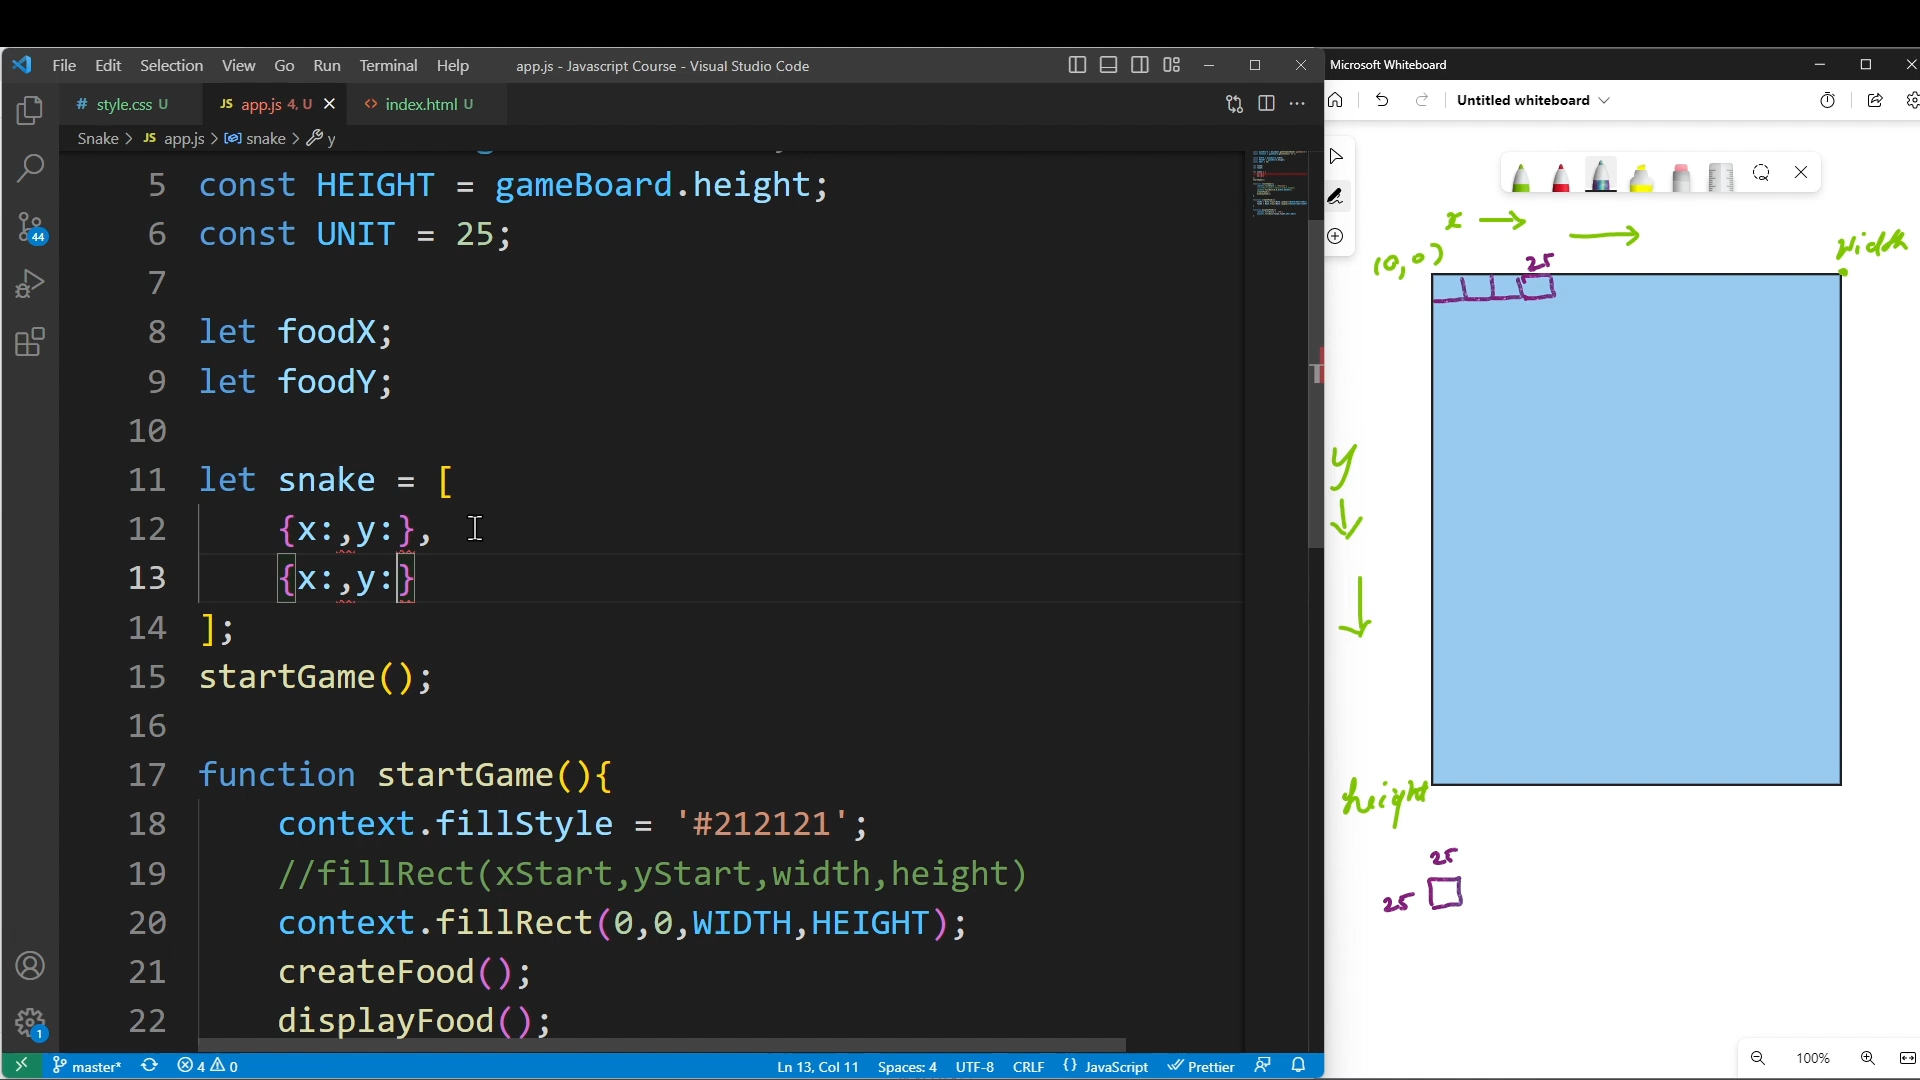 File Edit Selection View Go Run Terminal Help
app.js - Javascript Course - Visual Studio Code
# style.css U
JS app.js 4, U
<> index.html U
Snake > JS app.js > snake > y
5 const HEIGHT = gameBoard.height;
6 const UNIT = 25;
7
8 let foodX;
9 let foodY;
10
11 let snake = [
12 {x:,y:},
13 {x:,y:}
14 ];
15 startGame();
16
17 function startGame(){
18 context.fillStyle = '#212121';
19 //fillRect(xStart,yStart,width,height)
20 context.fillRect(0,0,WIDTH,HEIGHT);
21 createFood();
22 displayFood();
44
1
master* 4 0 Ln 13, Col 11 Spaces: 4 UTF-8 CRLF {} JavaScript Prettier
Microsoft Whiteboard
Untitled whiteboard
x →
(0,0)
25
width
y
height
25
25
100%